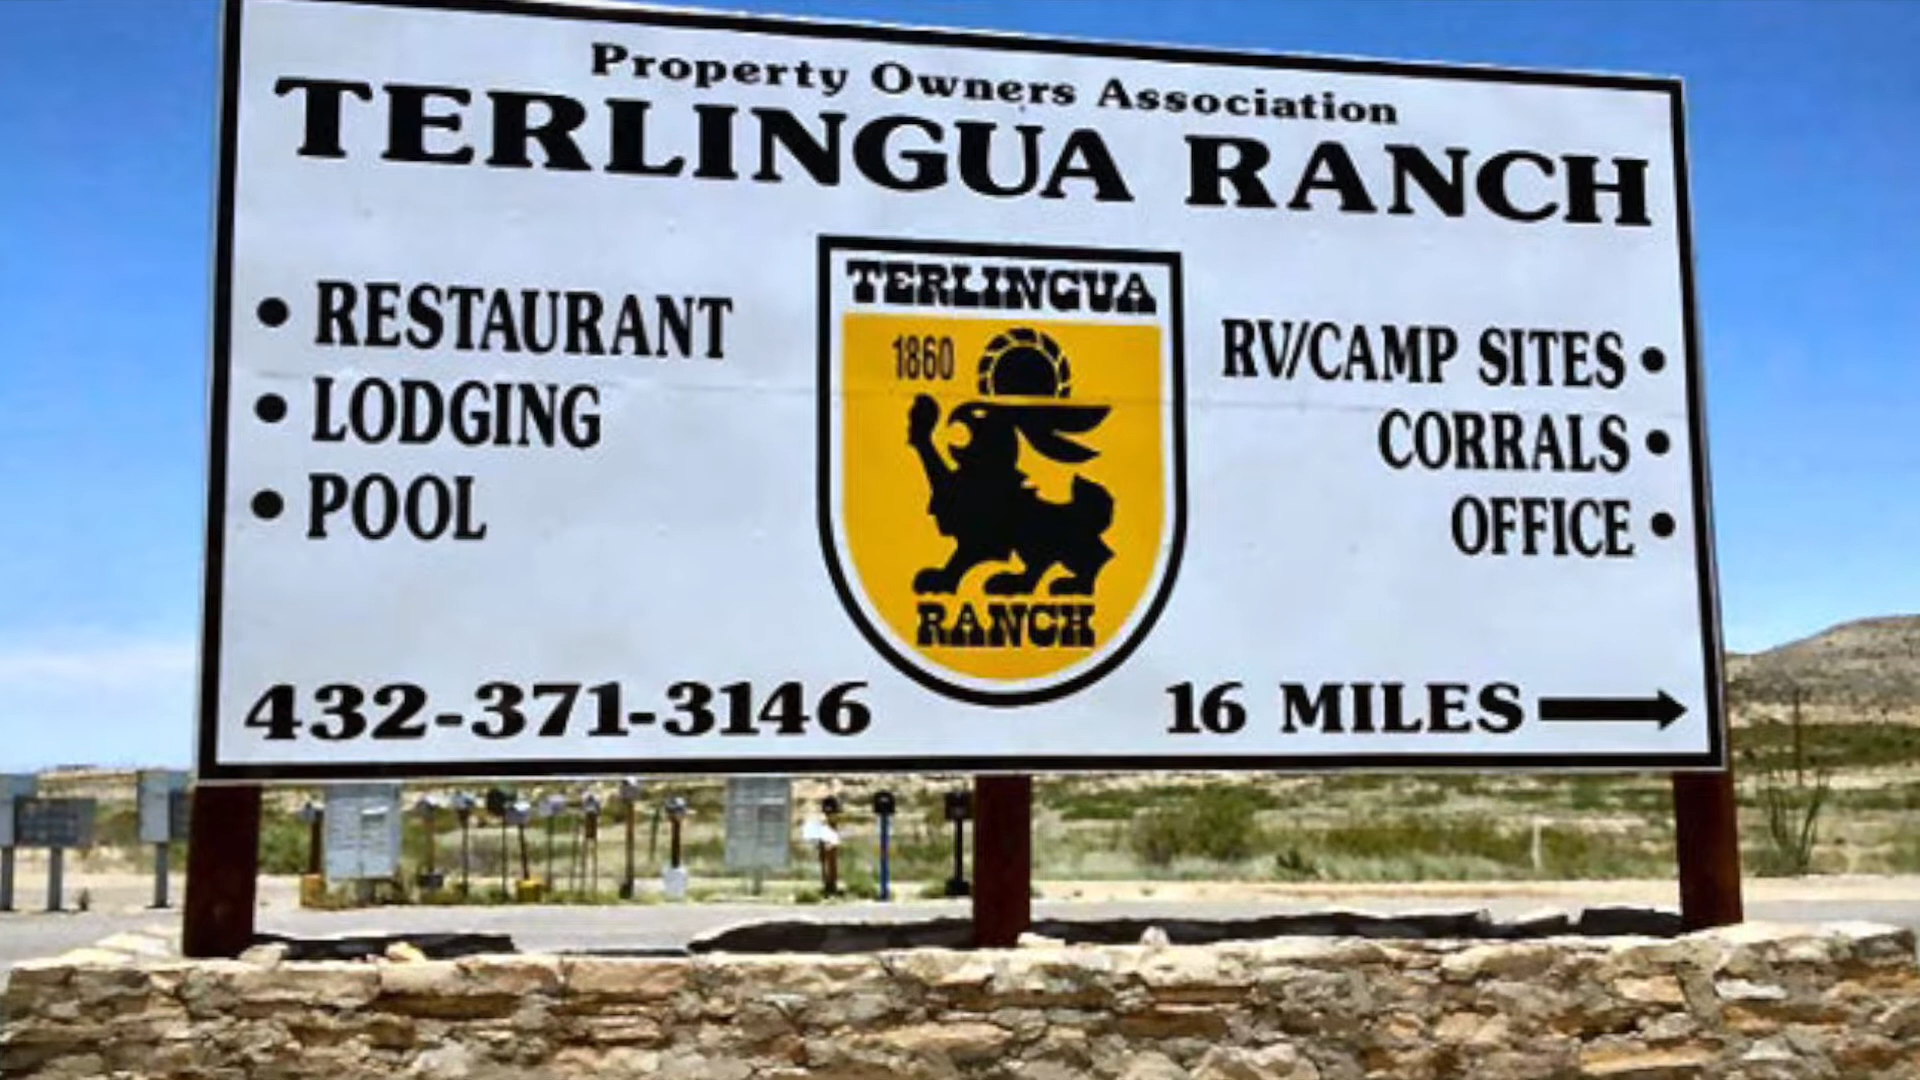 Property Owners Association
TERLINGUA RANCH
• RESTAURANT
• LODGING
• POOL
TERLINGUA
1860
RANCH
RV/CAMP SITES •
CORRALS •
OFFICE •
432-371-3146
16 MILES →